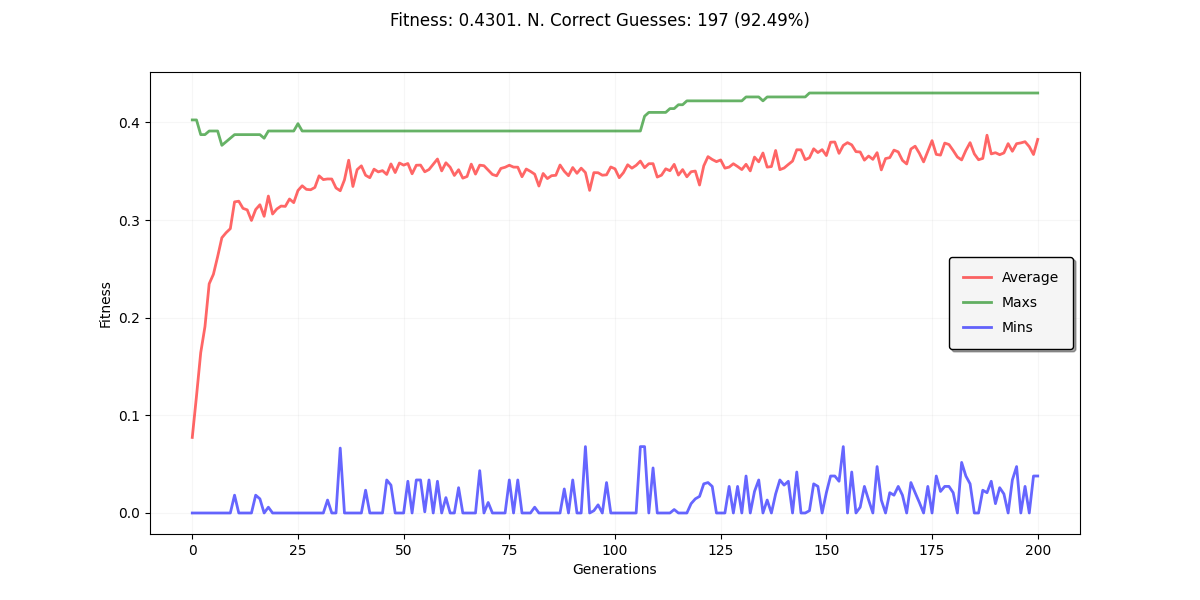 Fitness: 0.4301. N. Correct Guesses: 197 (92.49%)
0.4
0.3
0.2
0.1
0.0
Fitness
Average
Maxs
Mins
0 25 50 75 100 125 150 175 200
Generations